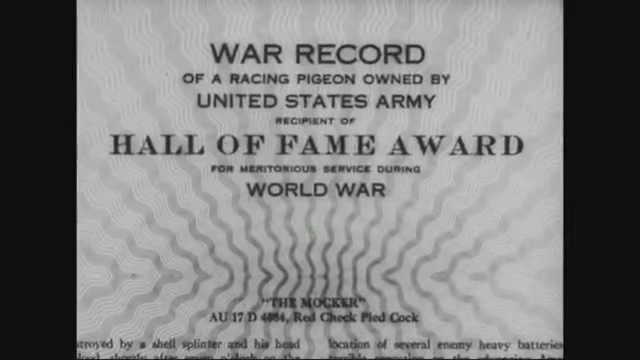 WAR RECORD
OF A RACING PIGEON OWNED BY
UNITED STATES ARMY
RECIPIENT OF
HALL OF FAME AWARD
FOR MERITORIOUS SERVICE DURING
WORLD WAR
"THE MOCKER"
AU 17 D 4684, Red Check Pied Cock
stroyed by a shell splinter and his head
location of several enemy heavy batteries